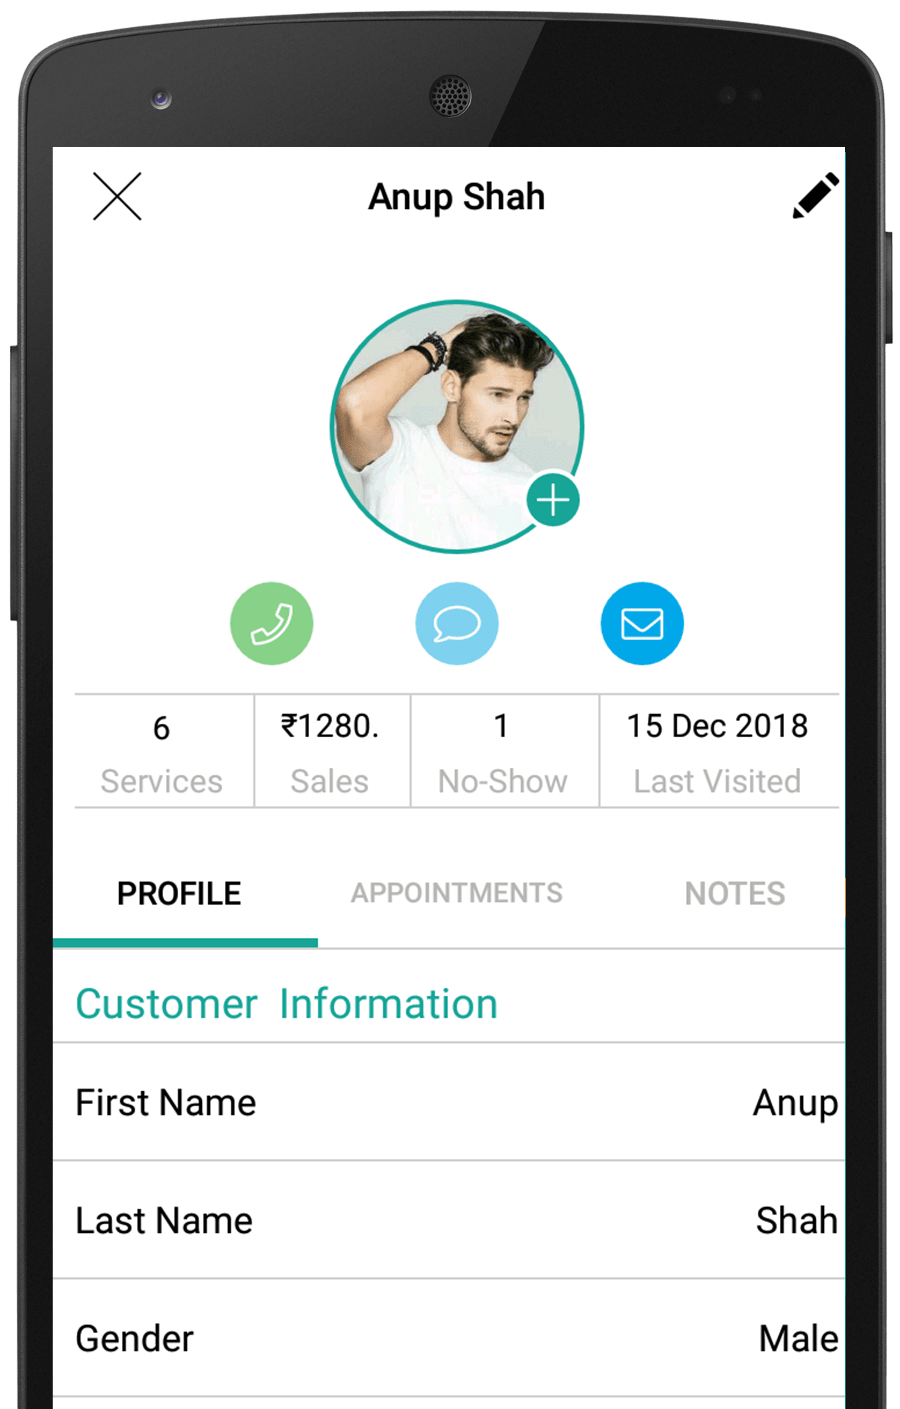 Anup Shah
6 ₹1280. 1 15 Dec 2018
Services Sales No-Show Last Visited
PROFILE APPOINTMENTS NOTES
Customer Information
First Name Anup
Last Name Shah
Gender Male